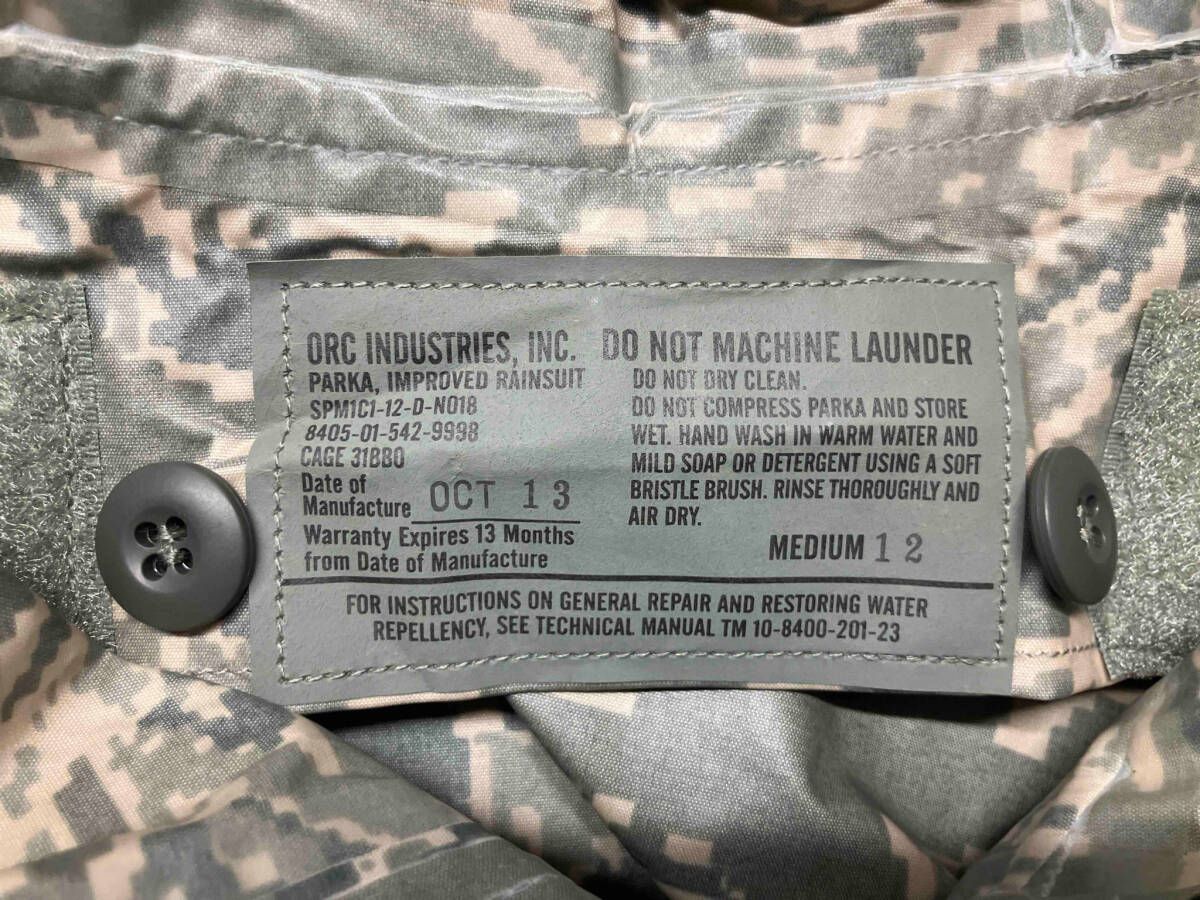 ORC INDUSTRIES, INC.
PARKA, IMPROVED RAINSUIT
SPM1C1-12-D-N018
8405-01-542-9998
CAGE 31BB0
Date of
Manufacture OCT 13
Warranty Expires 13 Months
from Date of Manufacture
DO NOT MACHINE LAUNDER
DO NOT DRY CLEAN.
DO NOT COMPRESS PARKA AND STORE
WET. HAND WASH IN WARM WATER AND
MILD SOAP OR DETERGENT USING A SOFT
BRISTLE BRUSH. RINSE THOROUGHLY AND
AIR DRY.
MEDIUM 12
FOR INSTRUCTIONS ON GENERAL REPAIR AND RESTORING WATER
REPELLENCY, SEE TECHNICAL MANUAL TM 10-8400-201-23